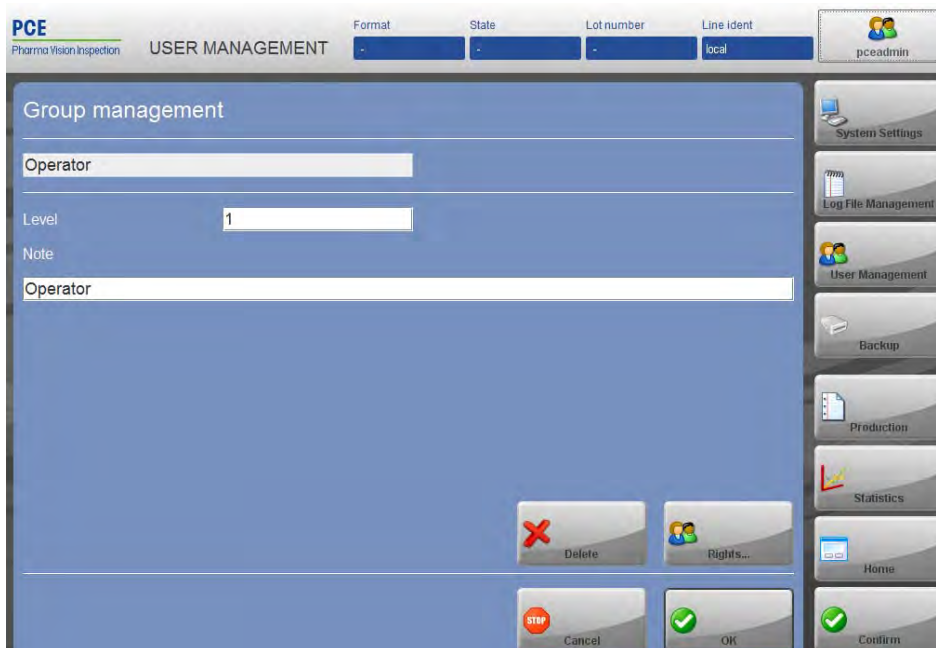 PCE
Pharma Vision Inspection
USER MANAGEMENT
Format
-
State
-
Lot number
-
Line ident
local
pceadmin
Group management
Operator
Level
1
Note
Operator
Delete
Rights...
STOP
Cancel
OK
System Settings
Log File Management
User Management
Backup
Production
Statistics
Home
Confirm